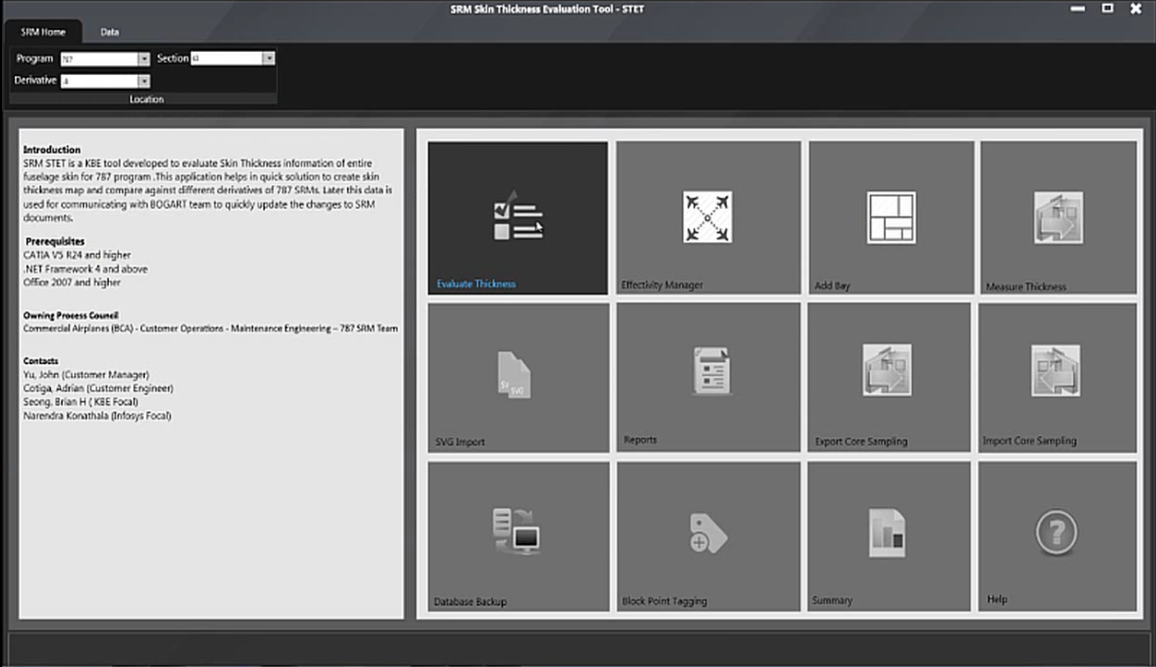 SRM Skin Thickness Evaluation Tool - STET
SRM Home Data
Program 787 Section
Derivative
Location
Introduction
SRM STET is a KBE tool developed to evaluate Skin Thickness information of entire
fuselage skin for 787 program .This application helps in quick solution to create skin
thickness map and compare against different derivatives of 787 SRMs. Later this data is
used for communicating with BOGART team to quickly update the changes to SRM
documents.
Prerequisites
CATIA V5 R24 and higher
.NET Framework 4 and above
Office 2007 and higher
Owning Process Council
Commercial Airplanes (BCA) - Customer Operations - Maintenance Engineering – 787 SRM Team
Contacts
Yu, John (Customer Manager)
Cotiga, Adrian (Customer Engineer)
Seong, Brian H ( KBE Focal)
Narendra Konathala (Infosys Focal)
Evaluate Thickness
Effectivity Manager
Add Bay
Measure Thickness
SVG
SVG Import
Reports
Export Core Sampling
Import Core Sampling
Database Backup
Block Point Tagging
Summary
?
Help